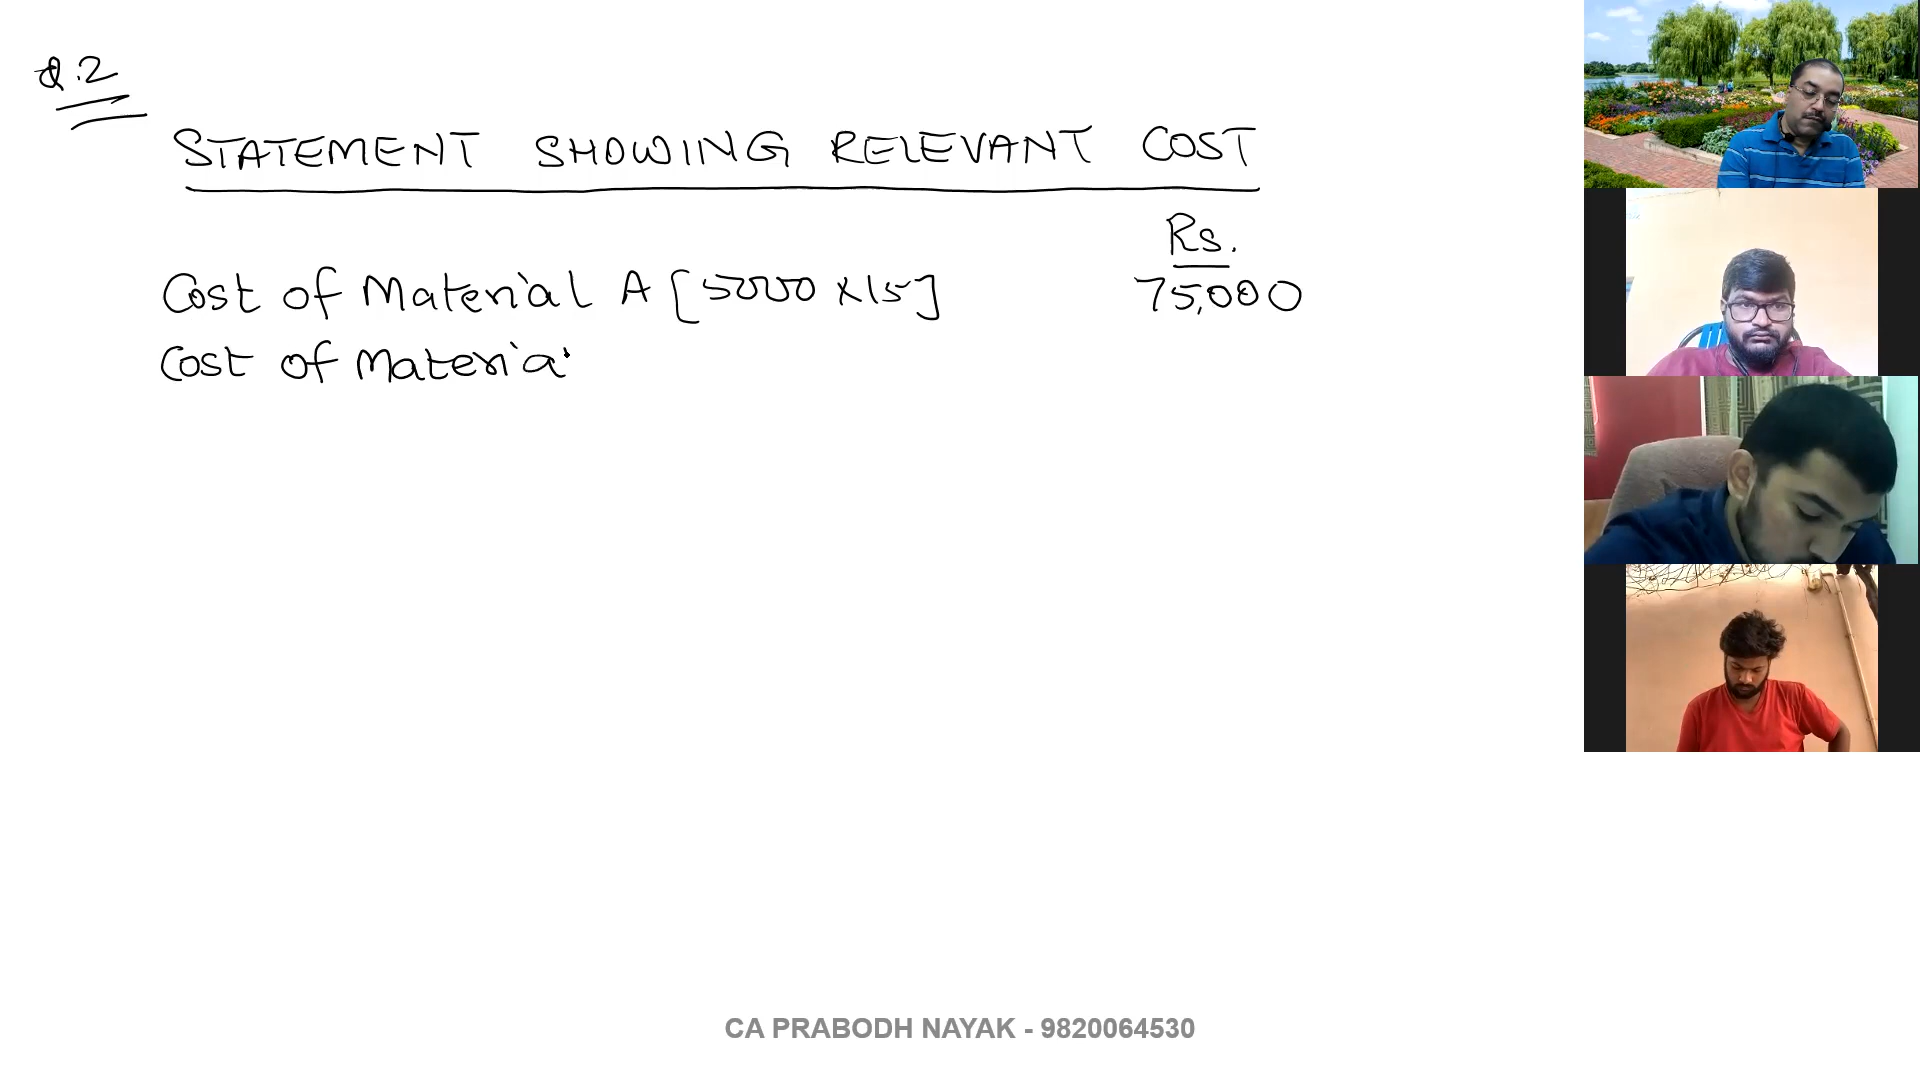 Q.2
STATEMENT SHOWING RELEVANT COST
Rs.
Cost of Material A [5000 x 15] 75,000
Cost of Materia
CA PRABODH NAYAK - 9820064530